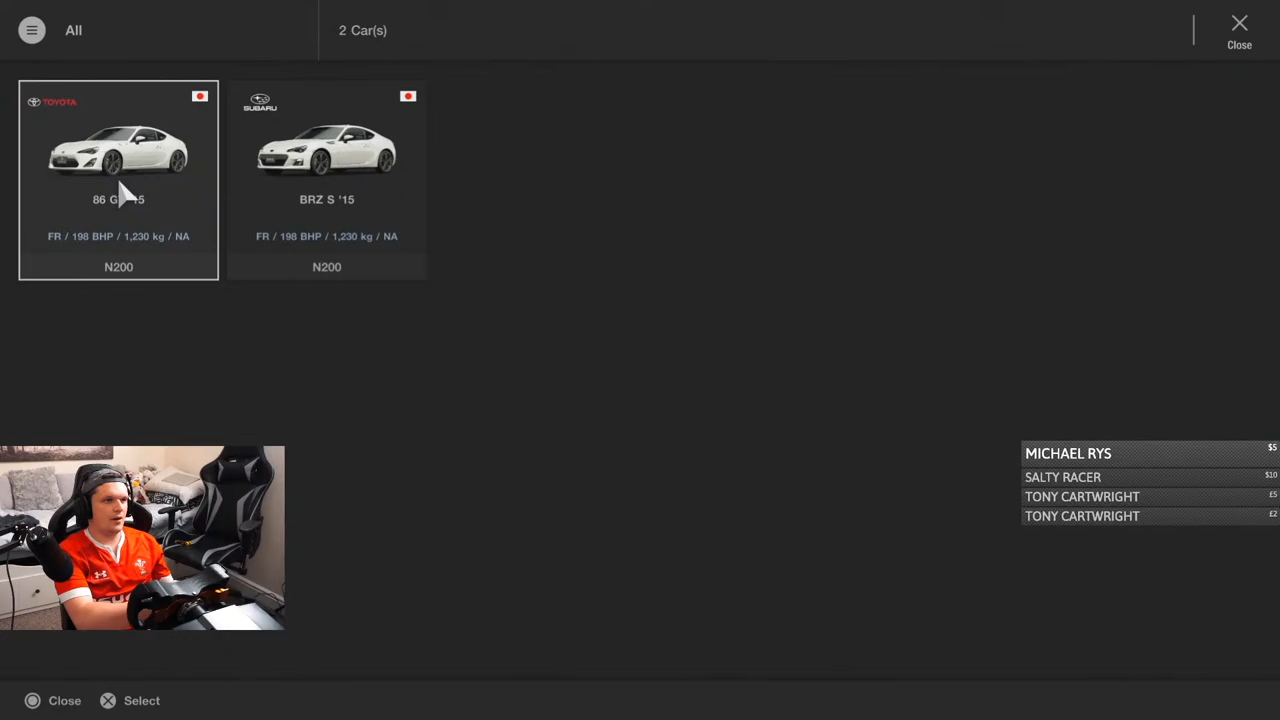 All
2 Car(s)
Close
TOYOTA
SUBARU
86 G
BRZ S '15
FR / 198 BHP / 1,230 kg / NA
FR / 198 BHP / 1,230 kg / NA
N200
N200
MICHAEL RYS $5
SALTY RACER $10
TONY CARTWRIGHT £5
TONY CARTWRIGHT £2
Close
Select